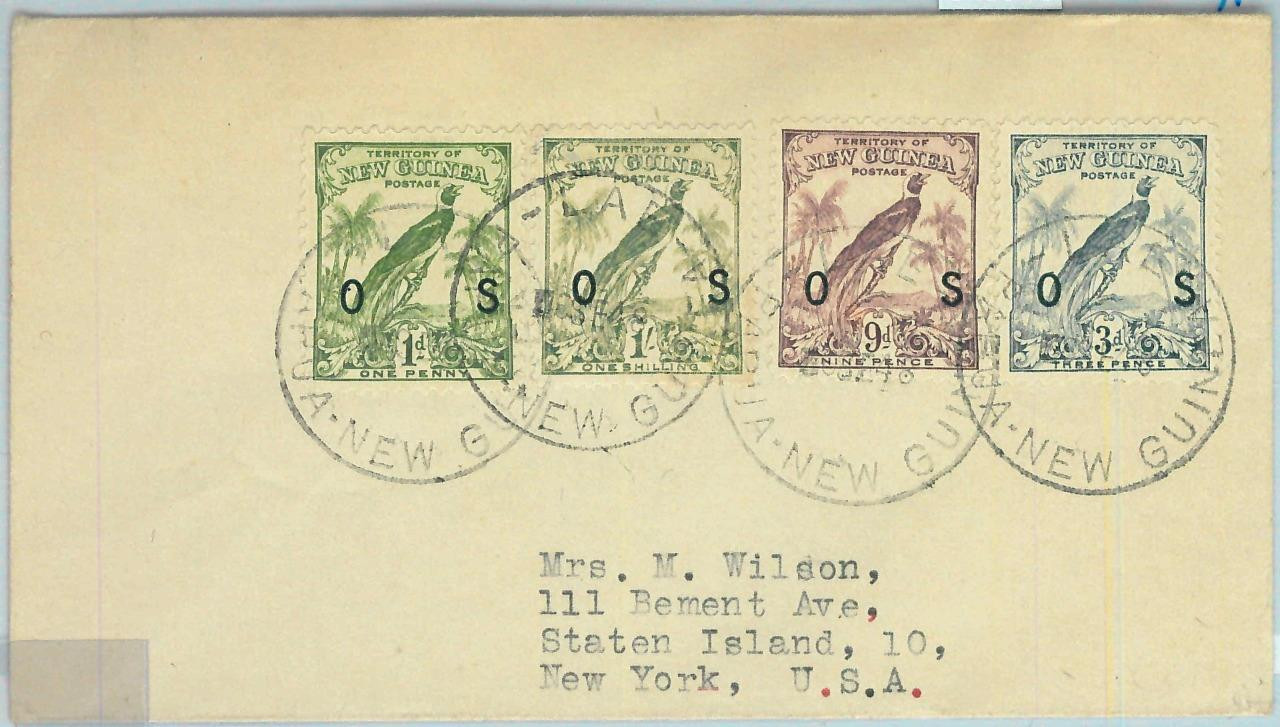 TERRITORY OF
NEW GUINEA
POSTAGE
O S
1d
ONE PENNY
TERRITORY OF
NEW GUINEA
POSTAGE
O S
1/-
ONE SHILLING
TERRITORY OF
NEW GUINEA
POSTAGE
O S
9d
NINE PENCE
TERRITORY OF
NEW GUINEA
POSTAGE
O S
3d
THREE PENCE
NEW
NEW GU
NEW GUIN
NEW GUINE
Mrs. M. Wilson,
111 Bement Ave,
Staten Island, 10,
New York, U.S.A.